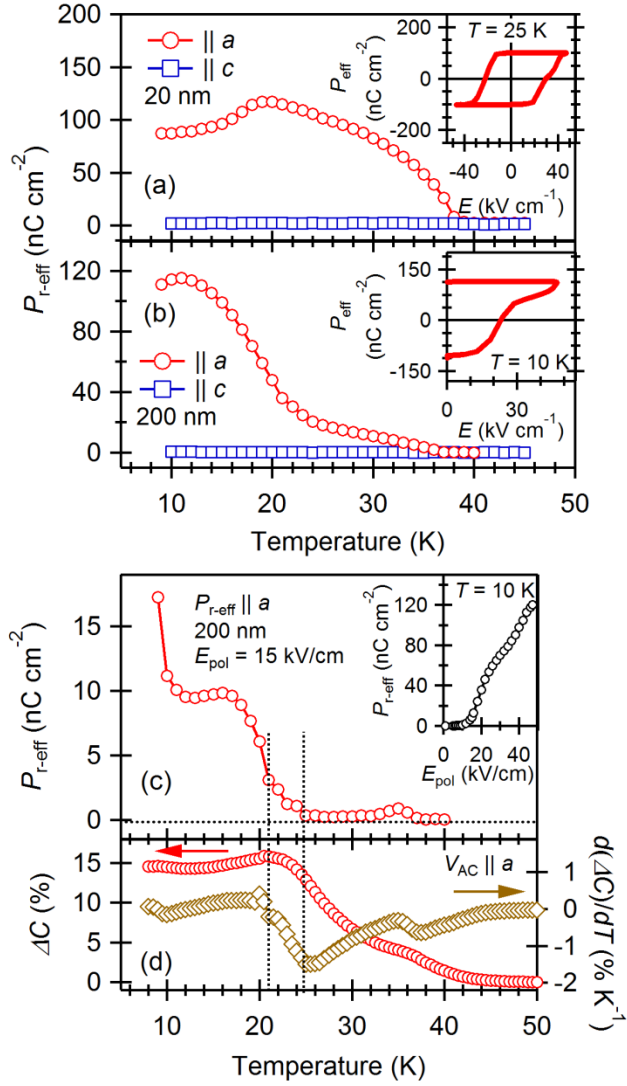 200
150
100
50
0
|| a
|| c
20 nm
(a)
T = 25 K
P_eff
(nC cm⁻²)
200
0
-200
-40 0 40
E (kV cm⁻¹)
P_r-eff (nC cm⁻²)
120
80
40
0
(b)
|| a
|| c
200 nm
P_eff
(nC cm⁻²)
150
0
-150
T = 10 K
0 30
E (kV cm⁻¹)
10 20 30 40 50
Temperature (K)
P_r-eff (nC cm⁻²)
15
10
5
0
P_r-eff || a
200 nm
E_pol = 15 kV/cm
(c)
T = 10 K
P_r-eff (nC cm⁻²)
120
80
40
0
0 20 40
E_pol (kV/cm)
ΔC (%)
15
10
5
0
V_AC || a
(d)
1
0
-1
-2
d(ΔC)/dT (% K⁻¹)
10 20 30 40 50
Temperature (K)